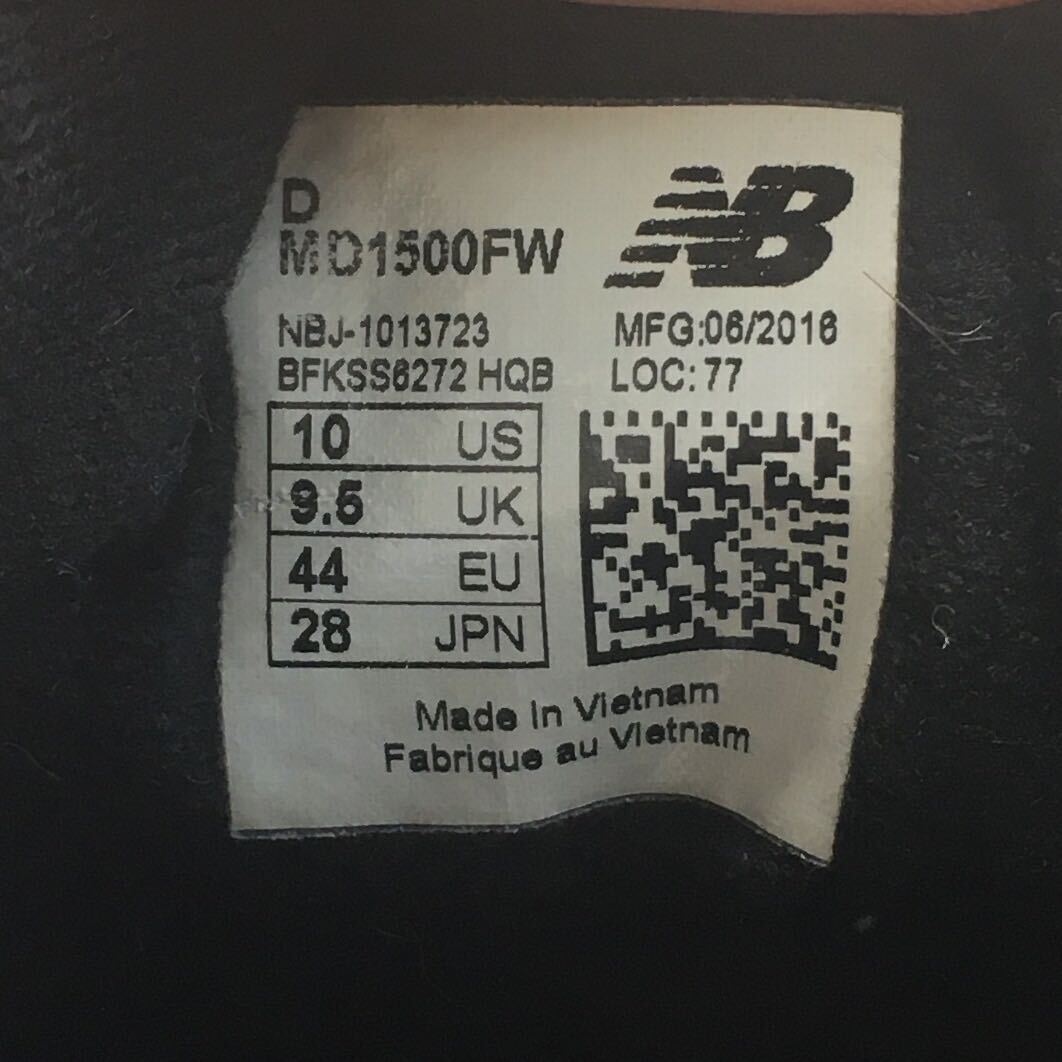 D
MD1500FW
NB
NBJ-1013723
MFG:06/2016
BFKSS6272 HQB
LOC: 77
10 US
9.5 UK
44 EU
28 JPN
Made In Vietnam
Fabrique au Vietnam